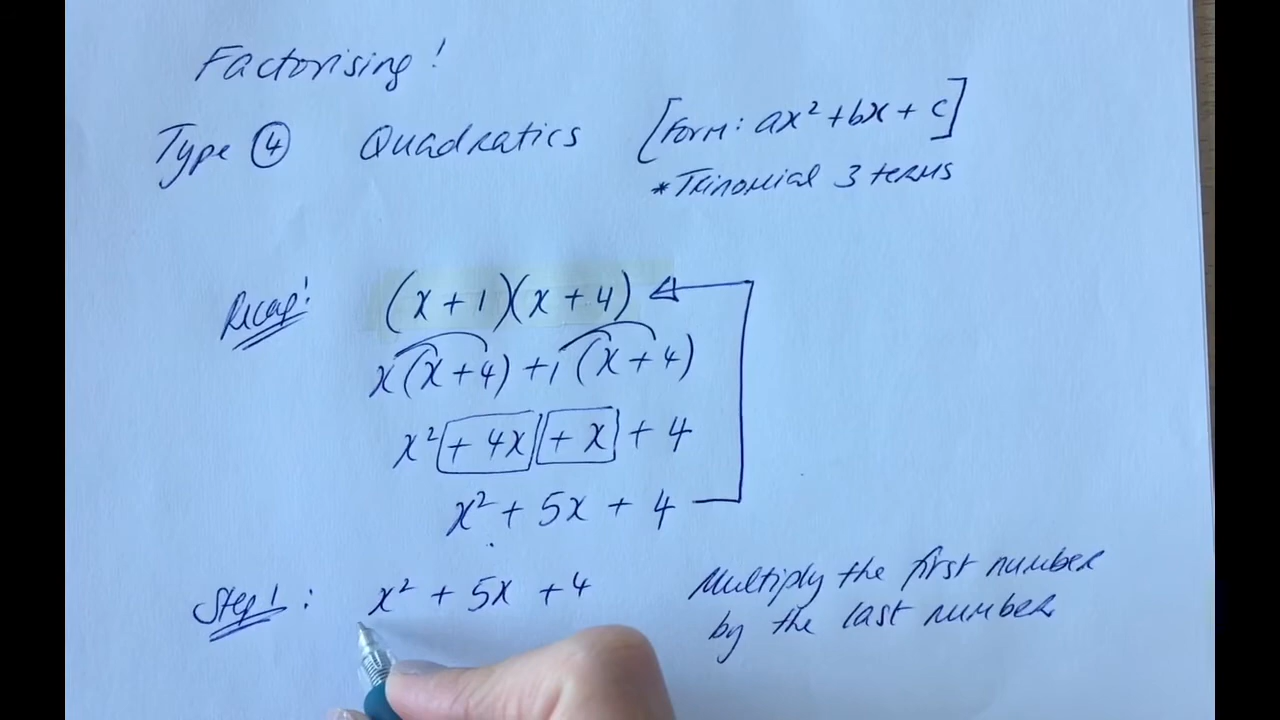 Factorising!
Type ④ Quadratics [Form: ax² + bx + c]
*Trinomial 3 terms
Recap! (x + 1)(x + 4)
x(x + 4) + 1(x + 4)
x² + 4x + x + 4
x² + 5x + 4
Step 1: x² + 5x + 4 Multiply the first number
by the last number.